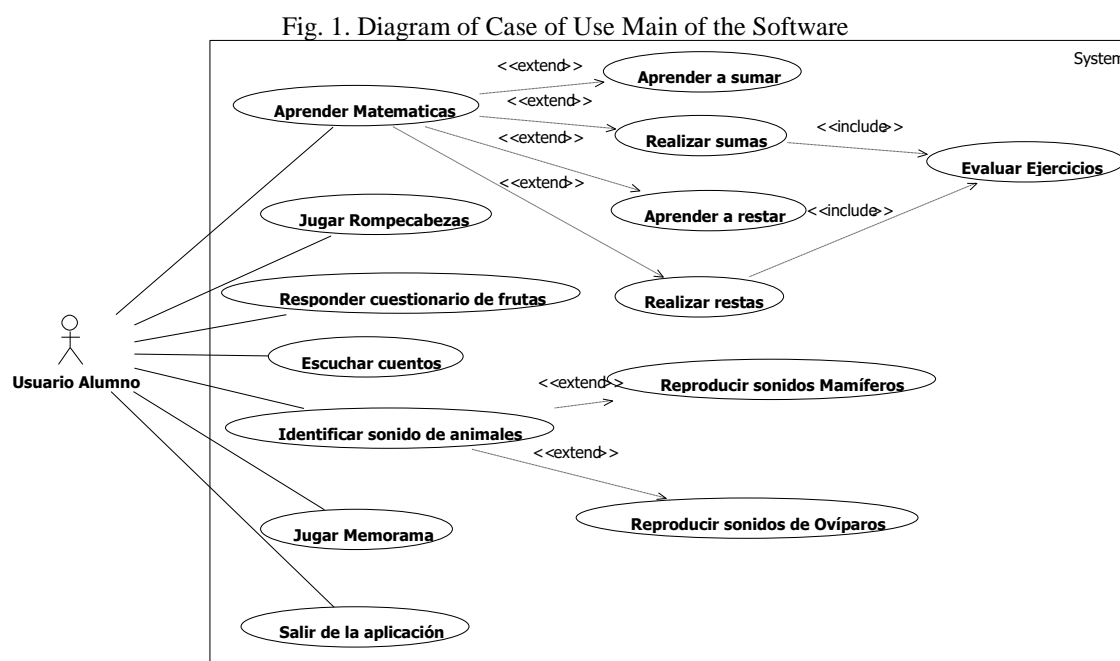 Fig. 1. Diagram of Case of Use Main of the Software
System
<<extend>>
Aprender a sumar
Aprender Matematicas
<<extend>>
Realizar sumas
<<include>>
<<extend>>
Evaluar Ejercicios
<<extend>>
Aprender a restar
<<include>>
Jugar Rompecabezas
Responder cuestionario de frutas
Realizar restas
Escuchar cuentos
Usuario Alumno
<<extend>>
Reproducir sonidos Mamíferos
Identificar sonido de animales
<<extend>>
Reproducir sonidos de Ovíparos
Jugar Memorama
Salir de la aplicación